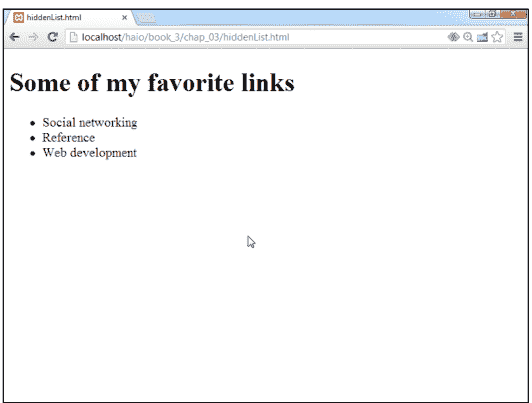 hiddenList.html
localhost/haio/book_3/chap_03/hiddenList.html
Some of my favorite links
Social networking
Reference
Web development